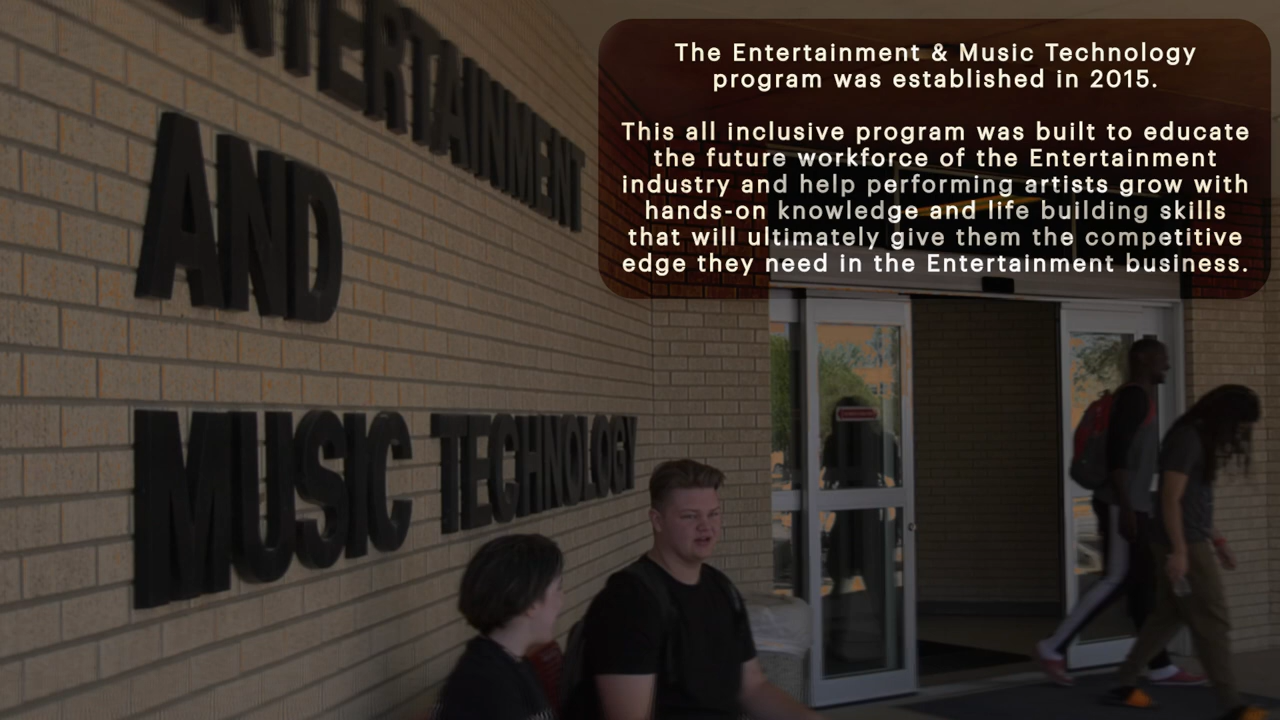 ENTERTAINMENT
AND
MUSIC TECHNOLOGY
The Entertainment & Music Technology
program was established in 2015.
This all inclusive program was built to educate
the future workforce of the Entertainment
industry and help performing artists grow with
hands-on knowledge and life building skills
that will ultimately give them the competitive
edge they need in the Entertainment business.